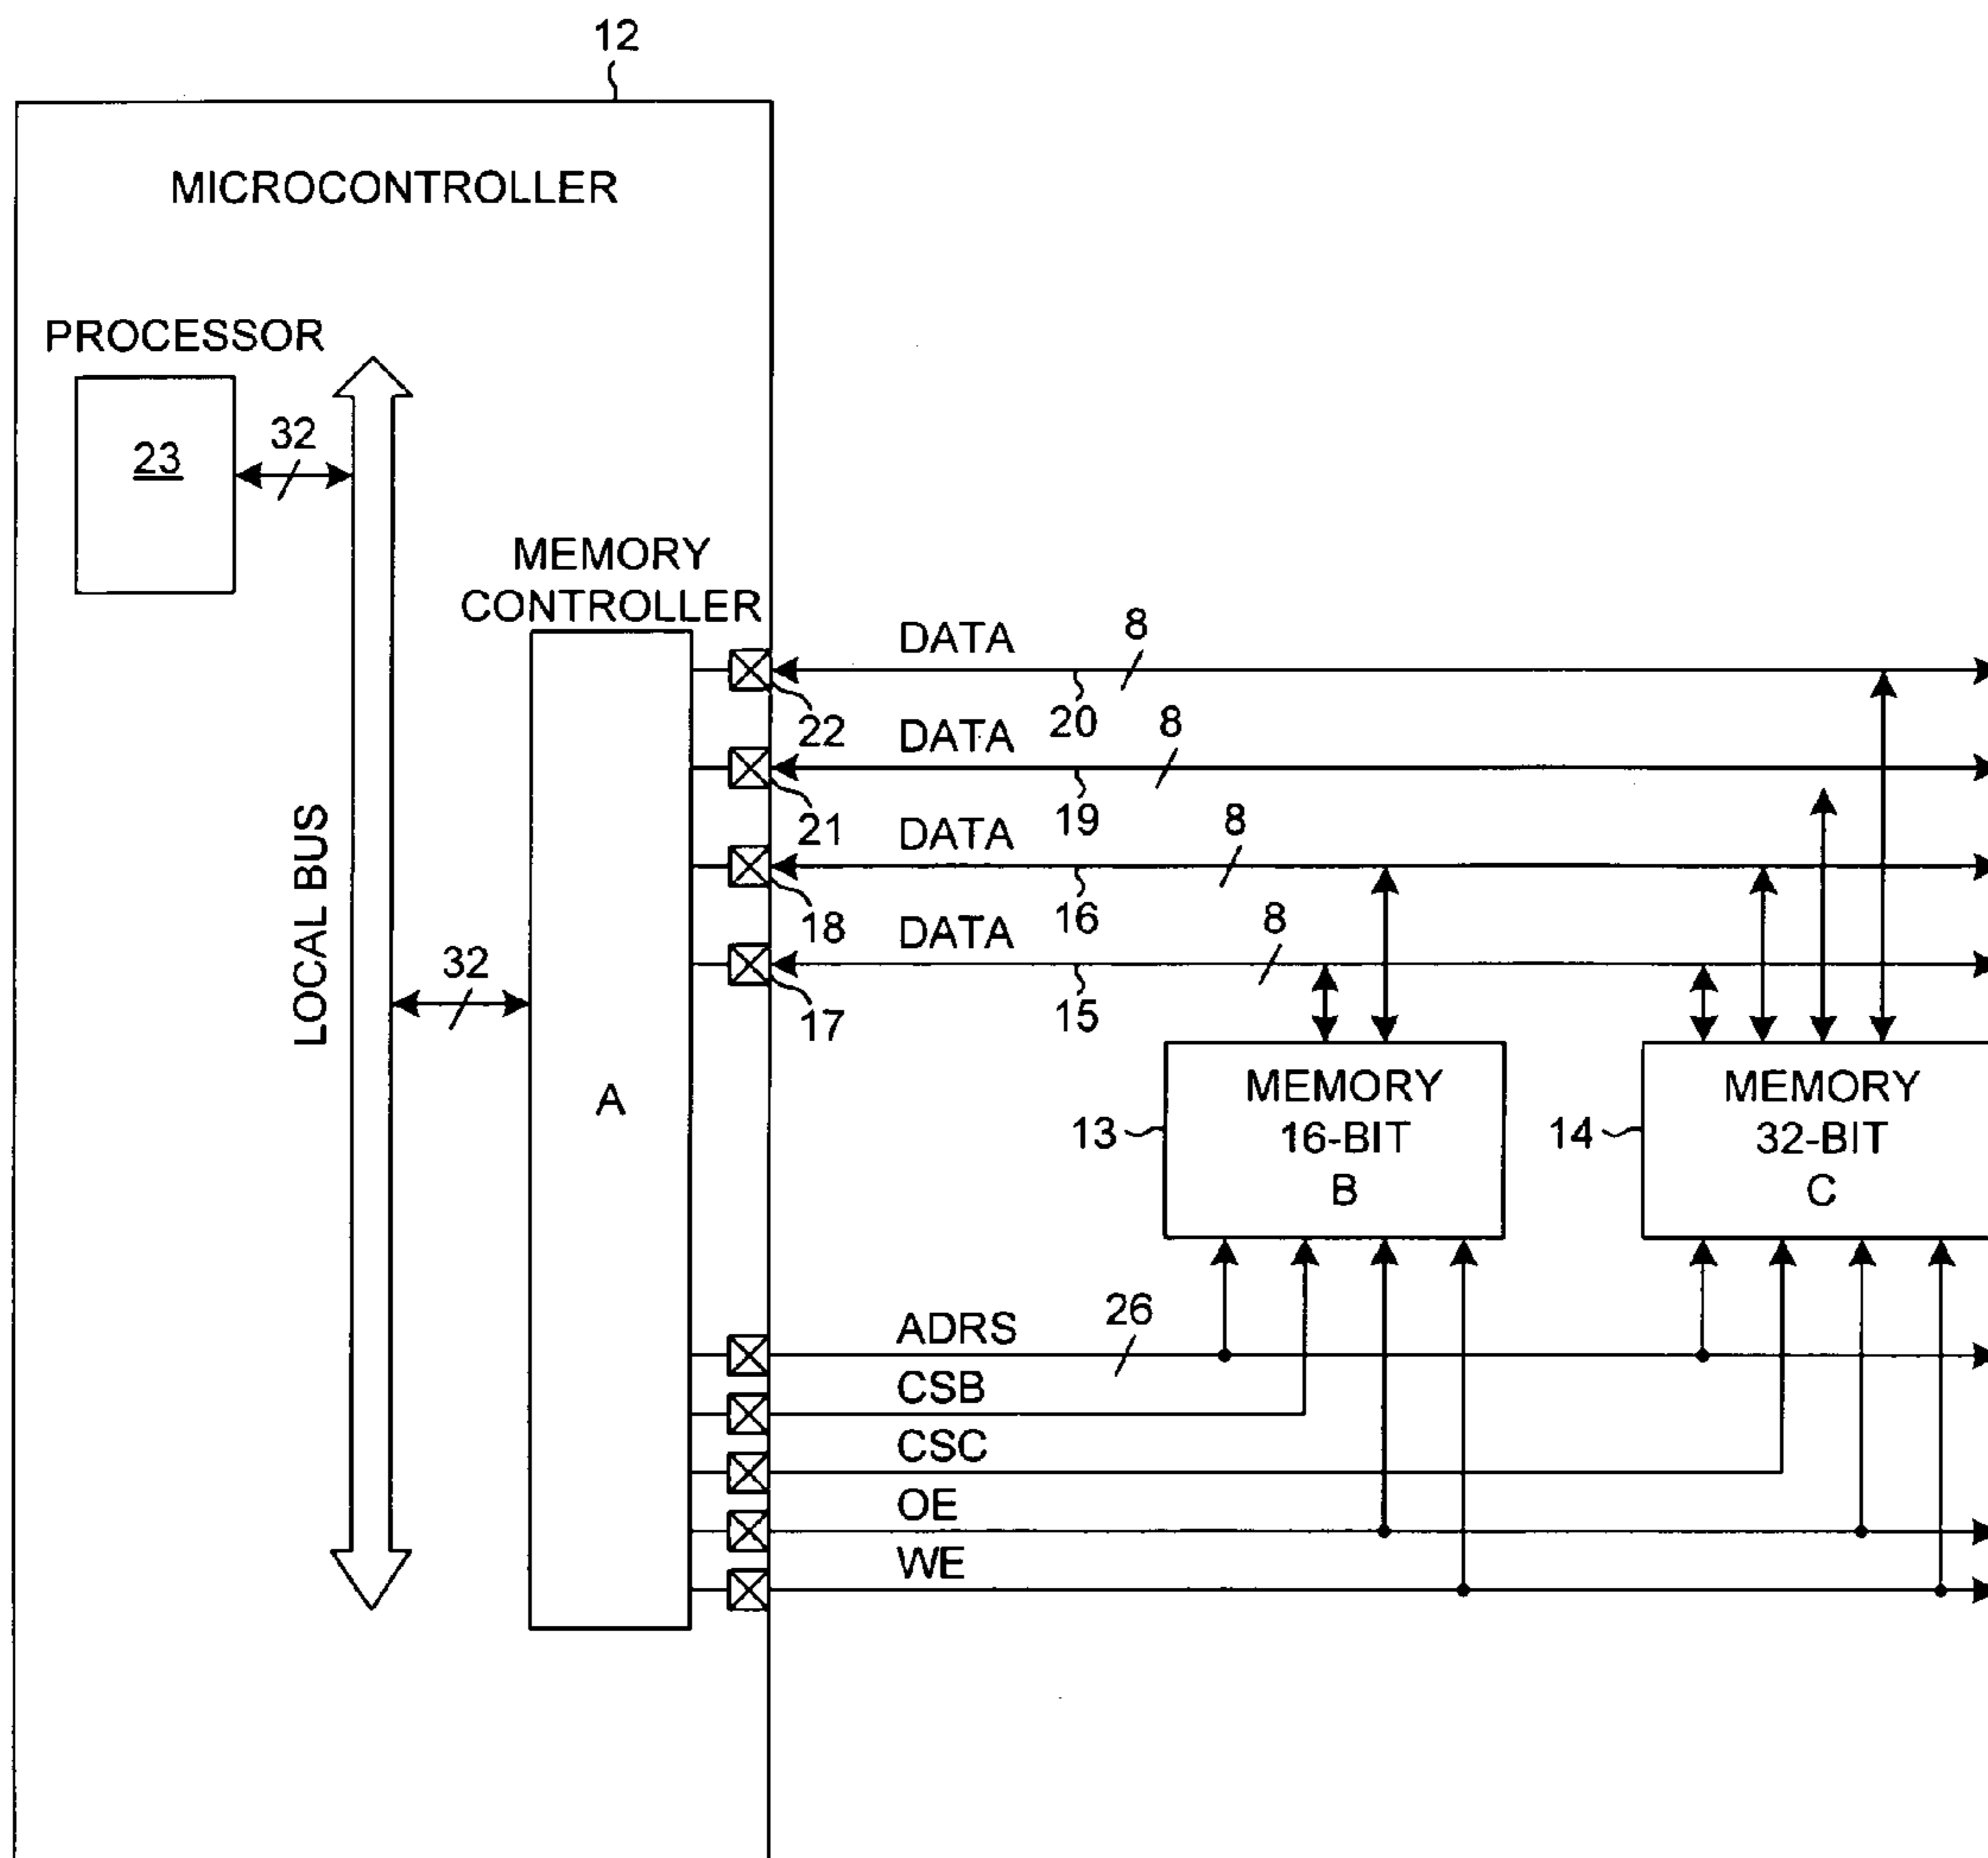 12
MICROCONTROLLER
PROCESSOR
23
32
MEMORY
CONTROLLER
LOCAL BUS
32
A
DATA
8
20
22
DATA
8
19
21
DATA
8
16
18
DATA
8
15
17
13
MEMORY
16-BIT
B
14
MEMORY
32-BIT
C
ADRS
26
CSB
CSC
OE
WE